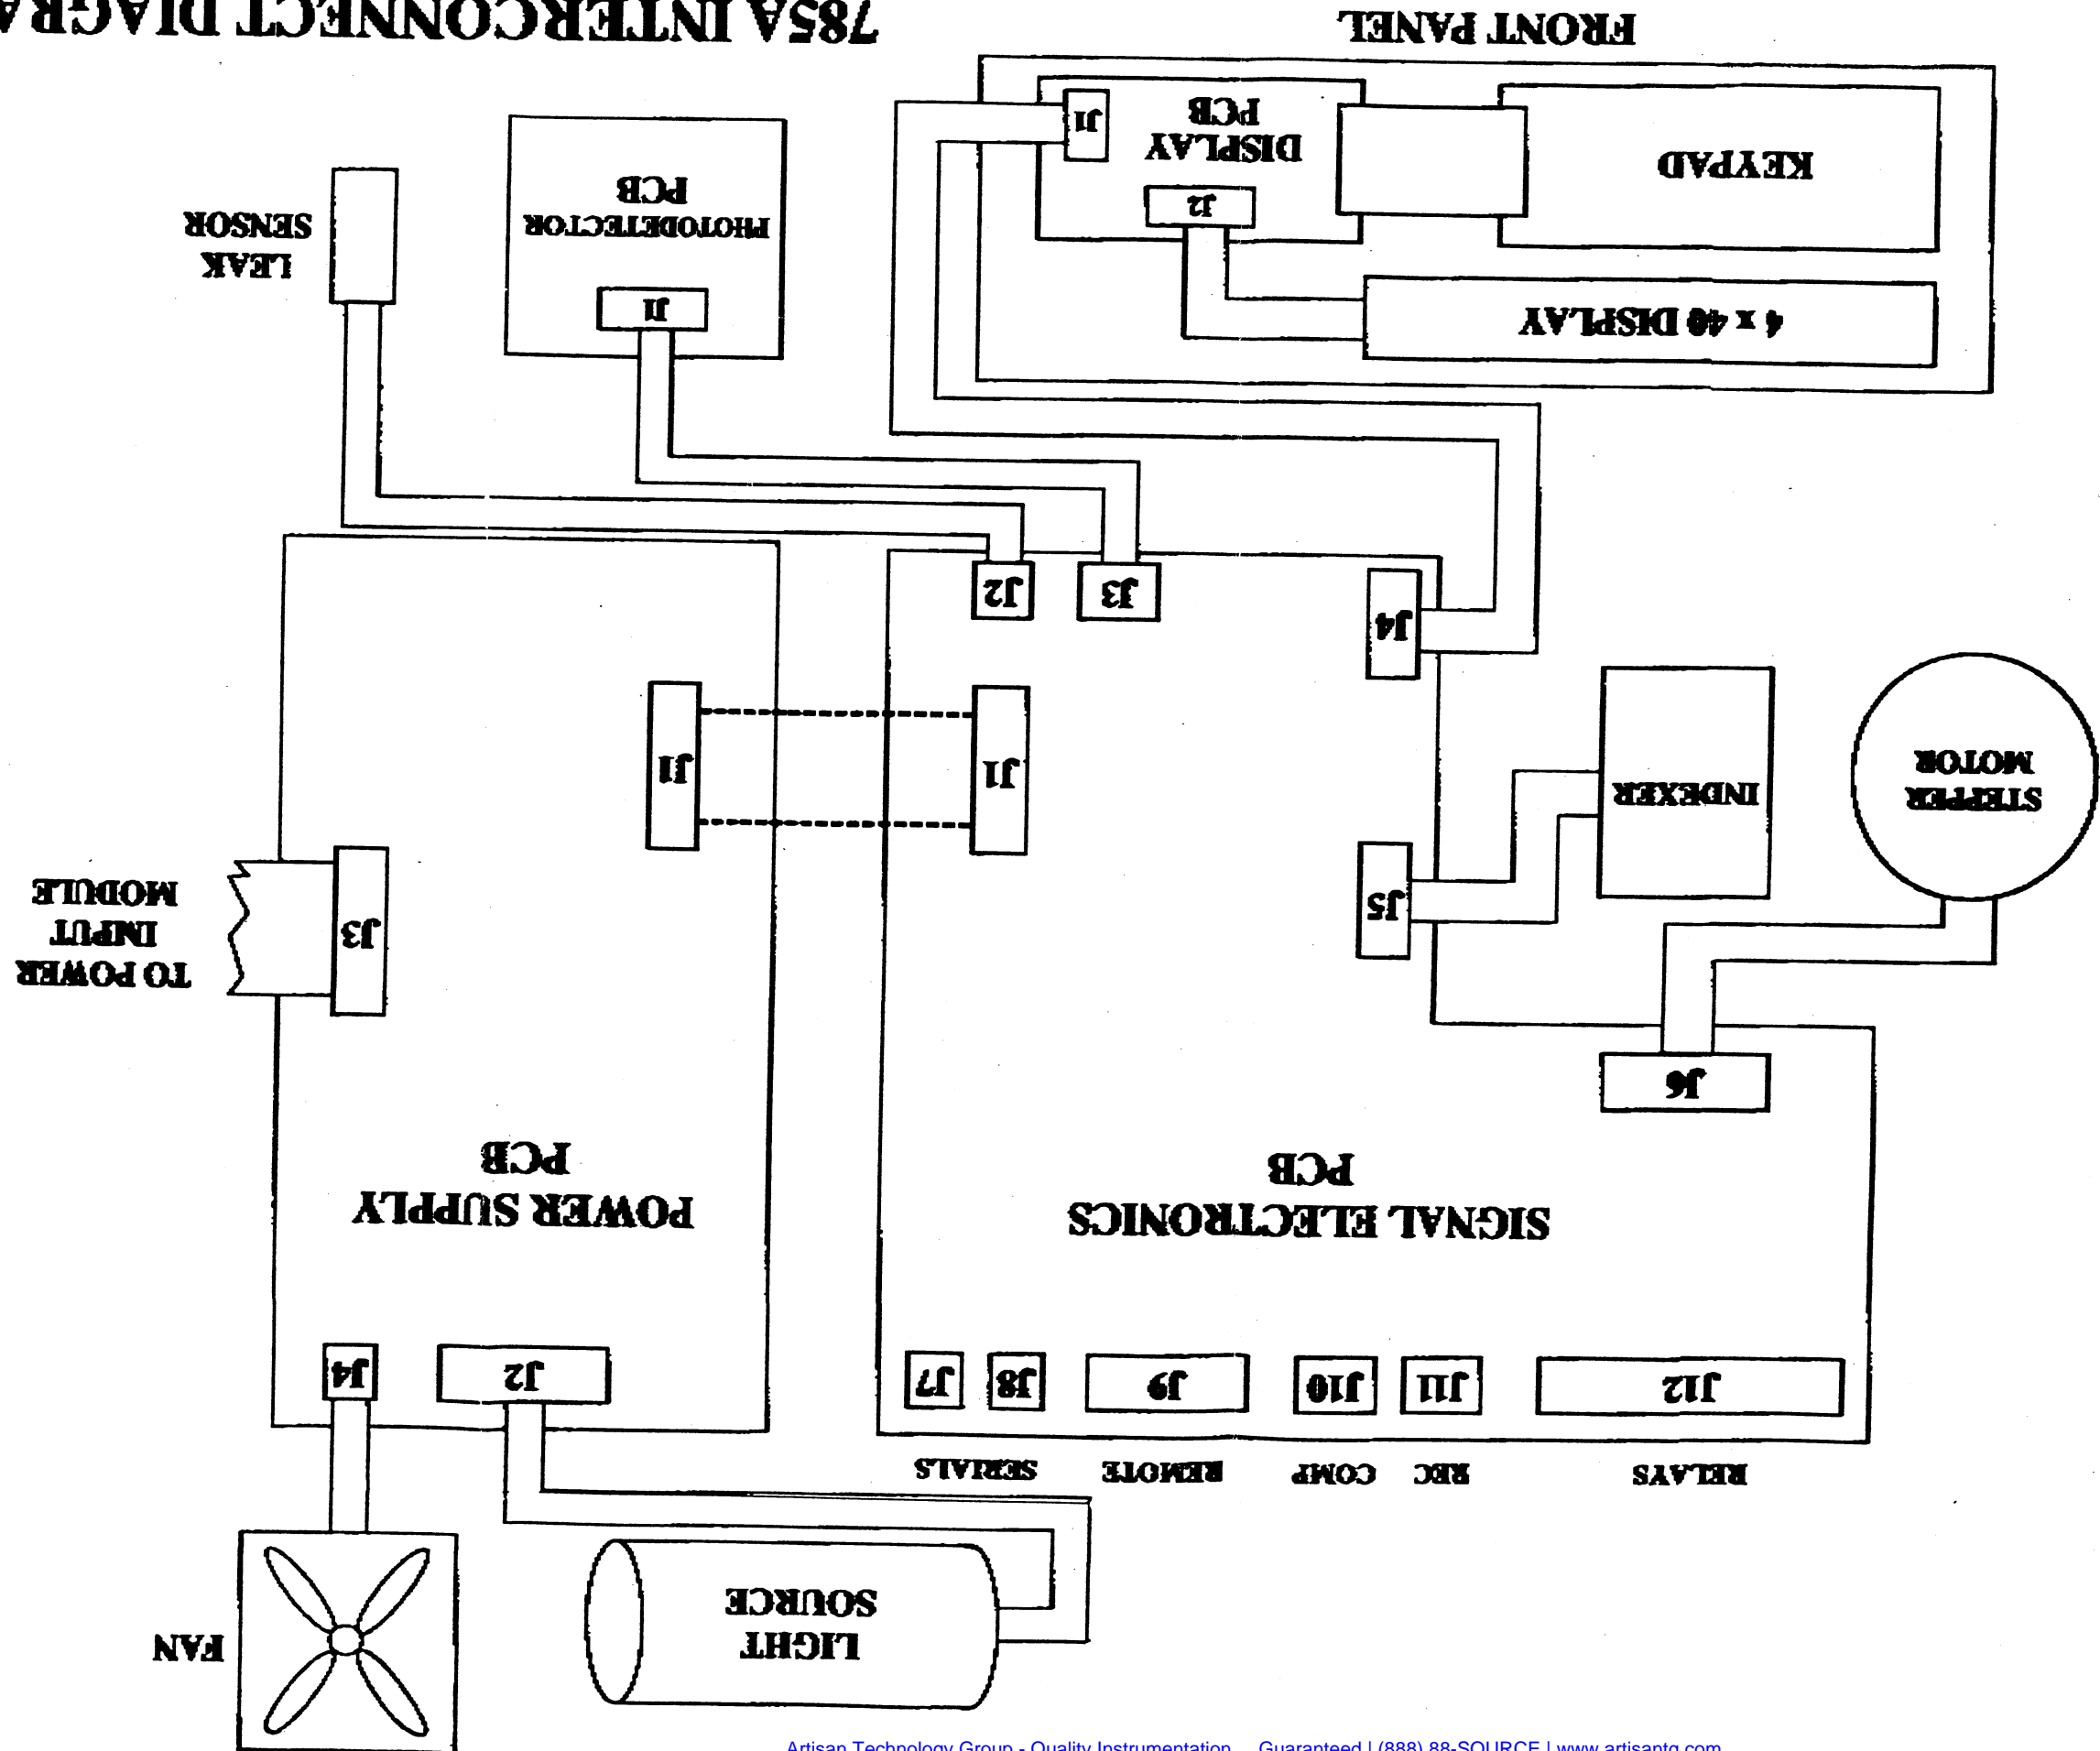 LIGHT
SOURCE
FAN
RELAYS
REC
COMP
REMOTE
SERIALS
J12
J11
J10
J9
J8
J7
J2
J4
SIGNAL ELECTRONICS
PCB
POWER SUPPLY
PCB
J6
TO POWER
INPUT
MODULE
J3
J5
STEPPER
MOTOR
INDEXER
J1
J1
J4
J3
J2
4 x 40 DISPLAY
J1
PHOTODETECTOR
PCB
LEAK
SENSOR
J2
KEYPAD
DISPLAY
PCB
J1
FRONT PANEL
785A INTERCONNECT DIAGRA
Artisan Technology Group - Quality Instrumentation ... Guaranteed | (888) 88-SOURCE | www.artisantg.com